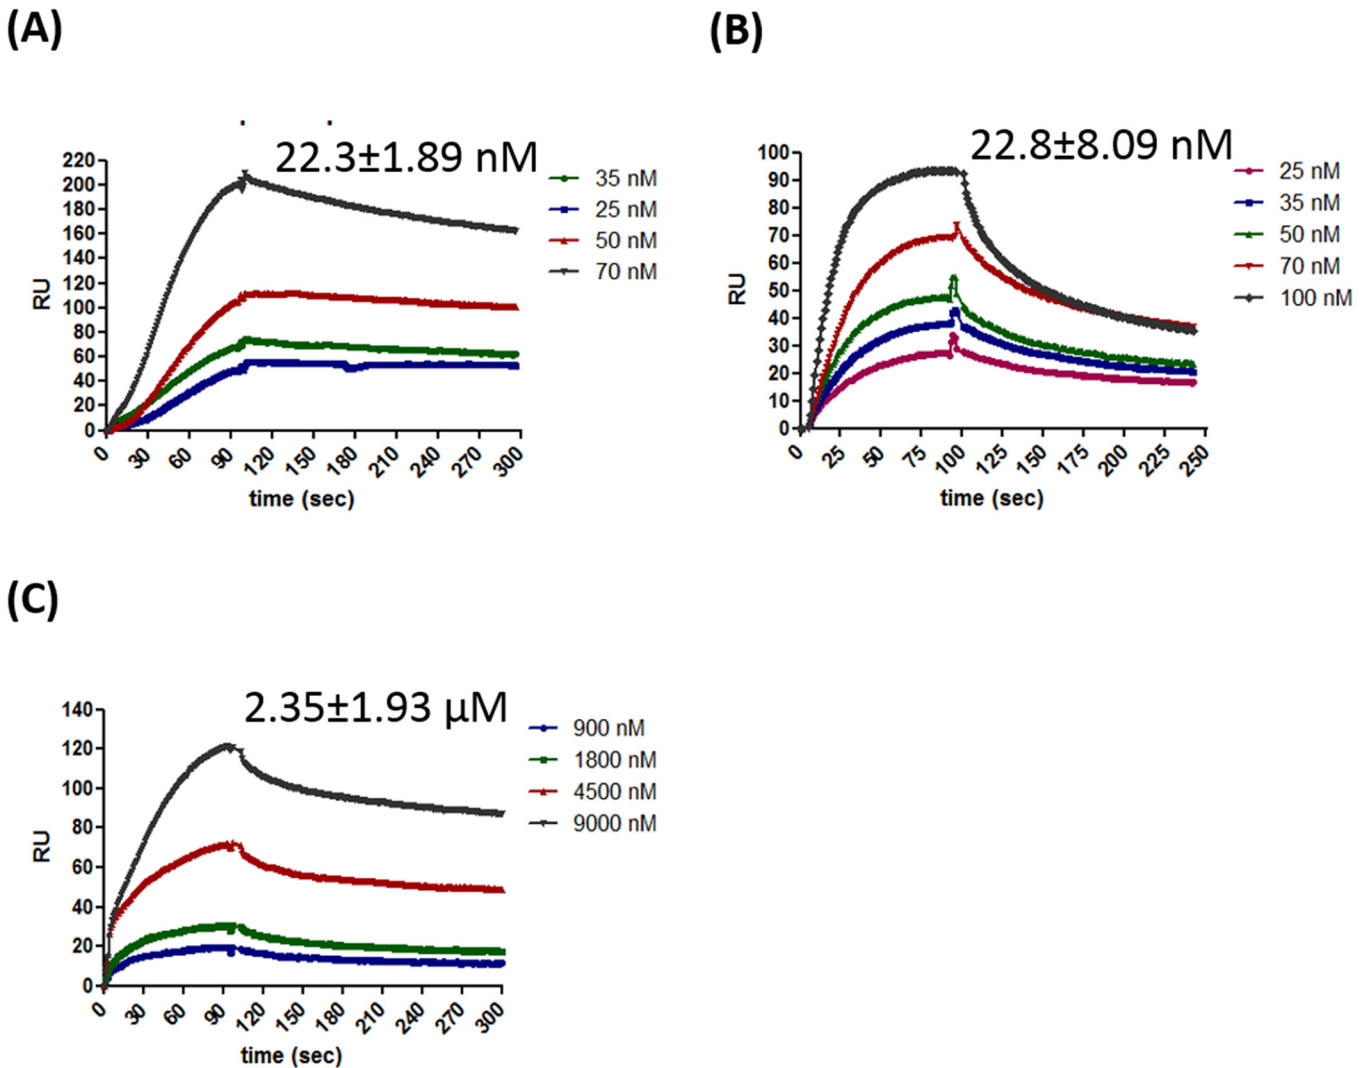 (A)
22.3±1.89 nM
220
200
180
160
140
120
100
80
60
40
20
0
RU
0 30 60 90 120 150 180 210 240 270 300
time (sec)
35 nM
25 nM
50 nM
70 nM
(B)
22.8±8.09 nM
100
90
80
70
60
50
40
30
20
10
0
RU
0 25 50 75 100 125 150 175 200 225 250
time (sec)
25 nM
35 nM
50 nM
70 nM
100 nM
(C)
2.35±1.93 µM
140
120
100
80
60
40
20
0
RU
0 30 60 90 120 150 180 210 240 270 300
time (sec)
900 nM
1800 nM
4500 nM
9000 nM